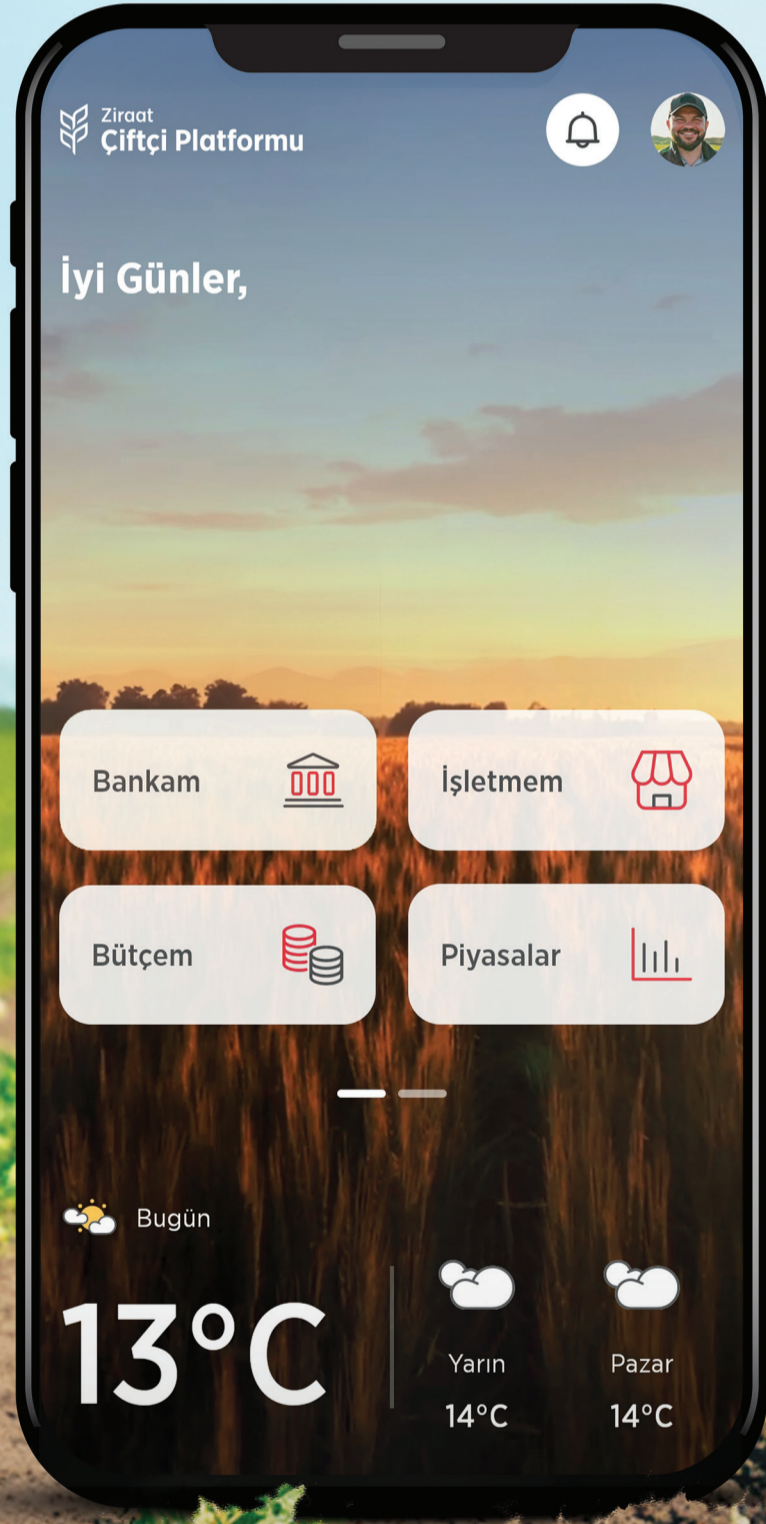 Ziraat
Çiftçi Platformu
İyi Günler,
Bankam
İşletmem
Bütçem
Piyasalar
Bugün
13°C
Yarın
14°C
Pazar
14°C